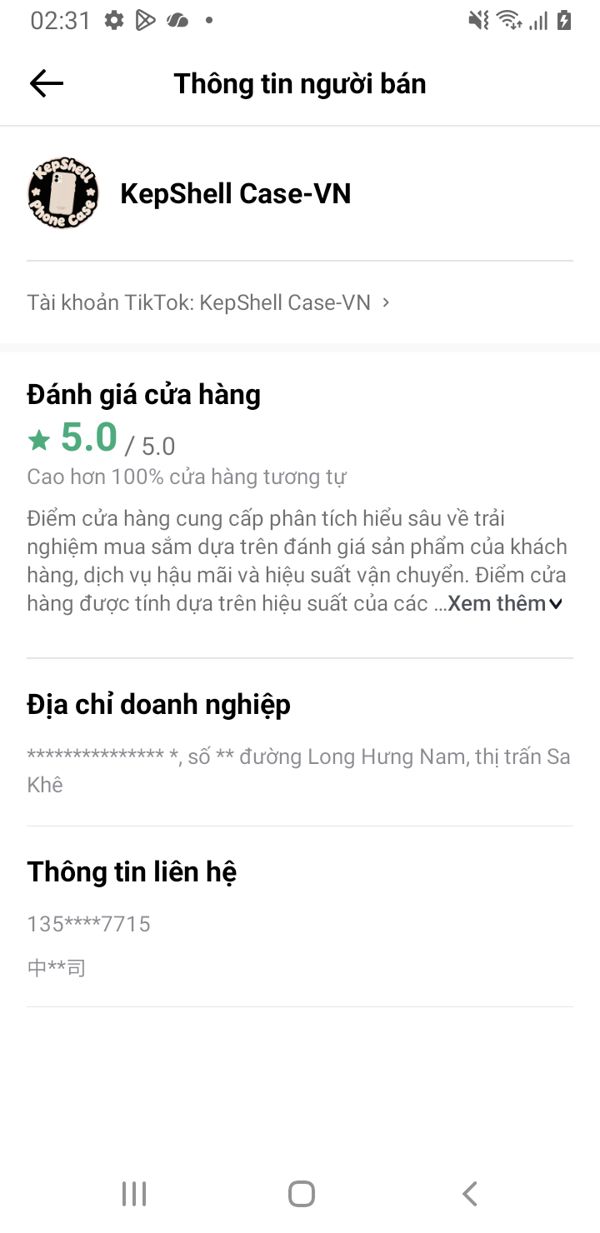 02:31
Thông tin người bán
KepShell
Phone Case
KepShell Case-VN
Tài khoản TikTok: KepShell Case-VN >
Đánh giá cửa hàng
5.0 / 5.0
Cao hơn 100% cửa hàng tương tự
Điểm cửa hàng cung cấp phân tích hiểu sâu về trải
nghiệm mua sắm dựa trên đánh giá sản phẩm của khách
hàng, dịch vụ hậu mãi và hiệu suất vận chuyển. Điểm cửa
hàng được tính dựa trên hiệu suất của các ...Xem thêm
Địa chỉ doanh nghiệp
*************** *, số ** đường Long Hưng Nam, thị trấn Sa
Khê
Thông tin liên hệ
135****7715
中**司